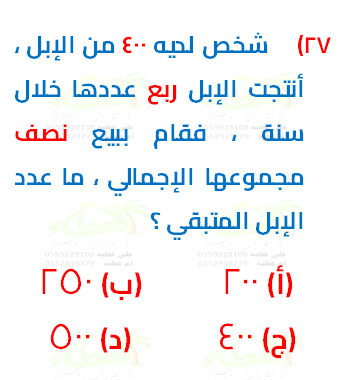 ٢٧) شخص لديه ٤٠٠ من الإبل ،
أنتجت الإبل ربع عددها خلال
سنة ، فقام ببيع نصف
مجموعها الإجمالي ، ما عدد
الإبل المتبقي ؟
(أ) ٢٠٠ (ب) ٢٥٠
(ج) ٤٠٠ (د) ٥٠٠